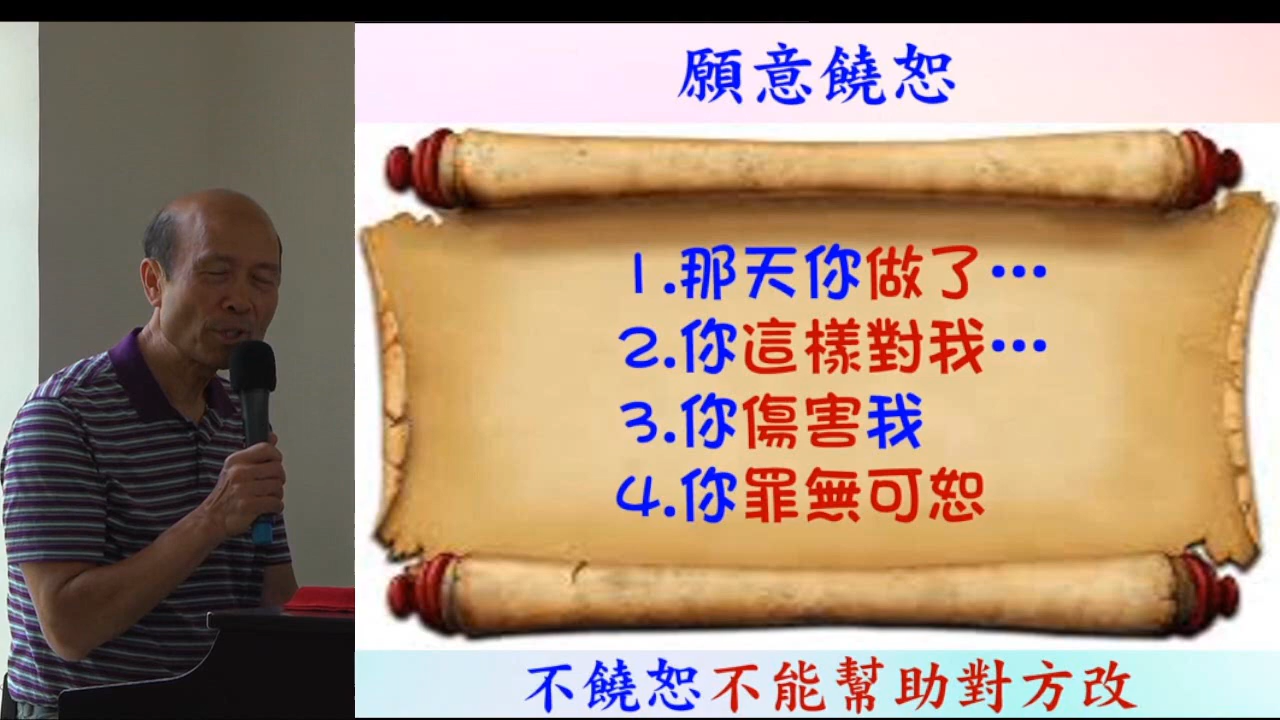 願意饒恕
1.那天你做了…
2.你這樣對我…
3.你傷害我
4.你罪無可恕
不饒恕不能幫助對方改